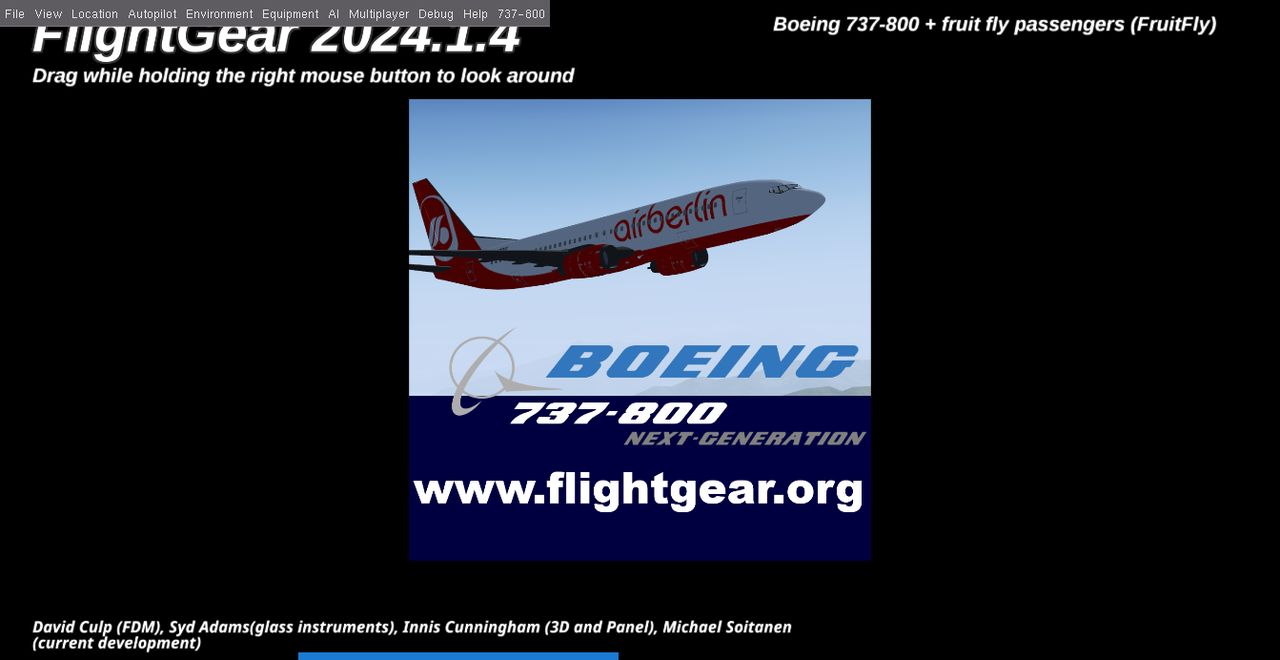 File View Location Autopilot Environment Equipment AI Multiplayer Debug Help 737-800
FlightGear 2024.1.4
Boeing 737-800 + fruit fly passengers (FruitFly)
Drag while holding the right mouse button to look around
airberlin
BOEING
737-800
NEXT-GENERATION
www.flightgear.org
David Culp (FDM), Syd Adams(glass instruments), Innis Cunningham (3D and Panel), Michael Soitanen
(current development)